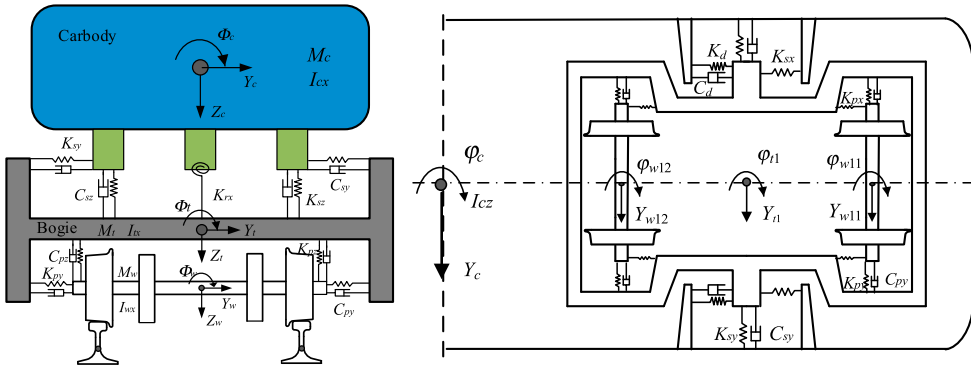 Carbody
Φc
Mc
Icx
Yc
Zc
Ksy
Csz
Ksz
Csy
Krx
Φt
Bogie
Mt
Itx
Yt
Zt
Cpz
Kpz
Kpy
Mw
Φw
Iwx
Yw
Zw
Cpy
Kd
Cd
Ksx
Kpx
φc
Icz
Yc
φw12
Yw12
φt1
Yt1
φw11
Yw11
Kpy
Cpy
Ksy
Csy